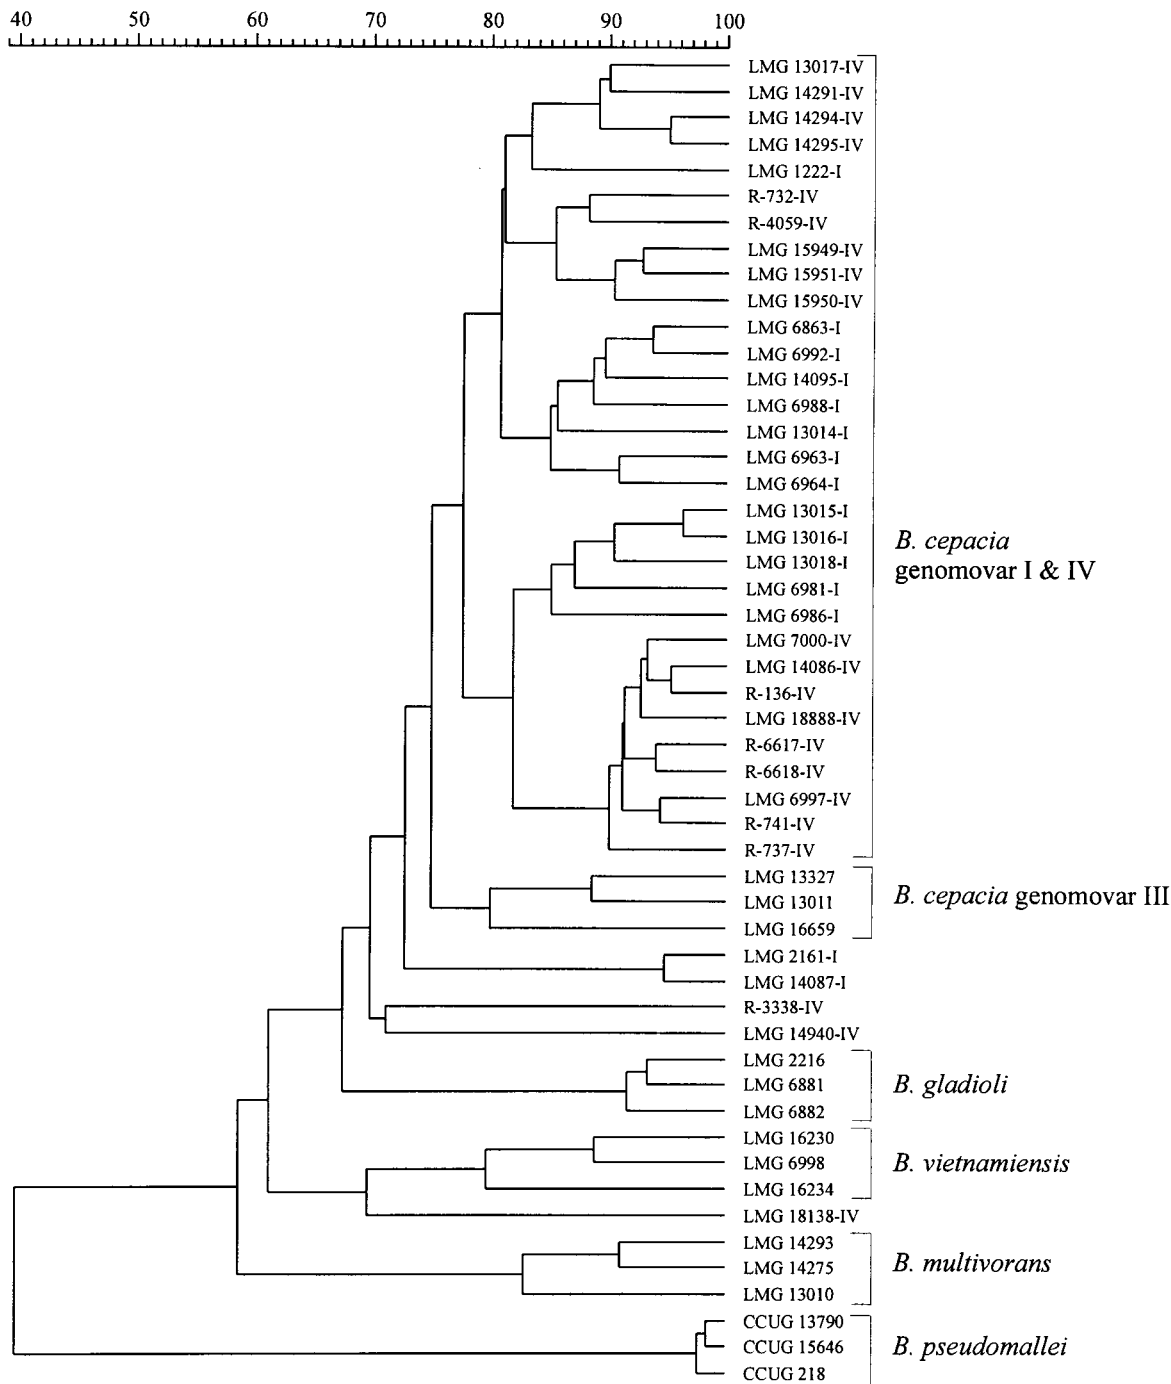 40 50 60 70 80 90 100
LMG 13017-IV
LMG 14291-IV
LMG 14294-IV
LMG 14295-IV
LMG 1222-I
R-732-IV
R-4059-IV
LMG 15949-IV
LMG 15951-IV
LMG 15950-IV
LMG 6863-I
LMG 6992-I
LMG 14095-I
LMG 6988-I
LMG 13014-I
LMG 6963-I
LMG 6964-I
LMG 13015-I
LMG 13016-I
LMG 13018-I
LMG 6981-I
LMG 6986-I
LMG 7000-IV
LMG 14086-IV
R-136-IV
LMG 18888-IV
R-6617-IV
R-6618-IV
LMG 6997-IV
R-741-IV
R-737-IV
B. cepacia
genomovar I & IV
LMG 13327
LMG 13011
LMG 16659
B. cepacia genomovar III
LMG 2161-I
LMG 14087-I
R-3338-IV
LMG 14940-IV
LMG 2216
LMG 6881
LMG 6882
B. gladioli
LMG 16230
LMG 6998
LMG 16234
B. vietnamiensis
LMG 18138-IV
LMG 14293
LMG 14275
LMG 13010
B. multivorans
CCUG 13790
CCUG 15646
CCUG 218
B. pseudomallei